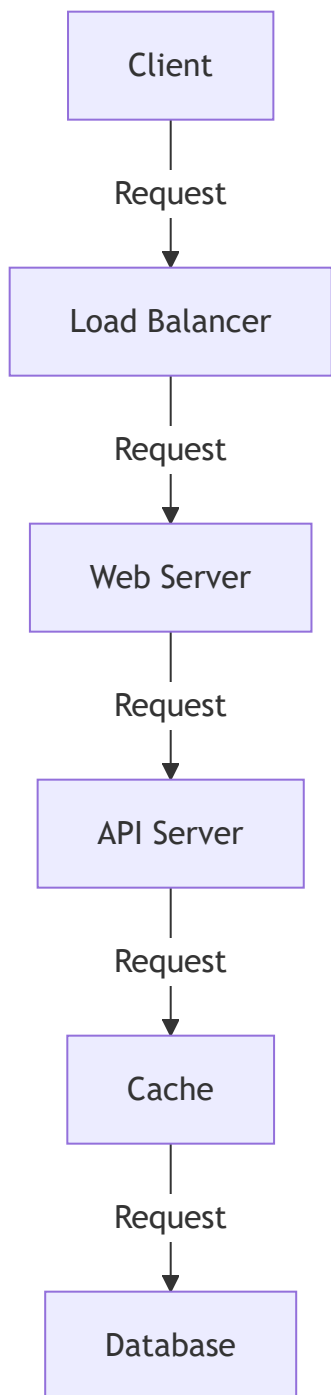 Client
Request
Load Balancer
Request
Web Server
Request
API Server
Request
Cache
Request
Database